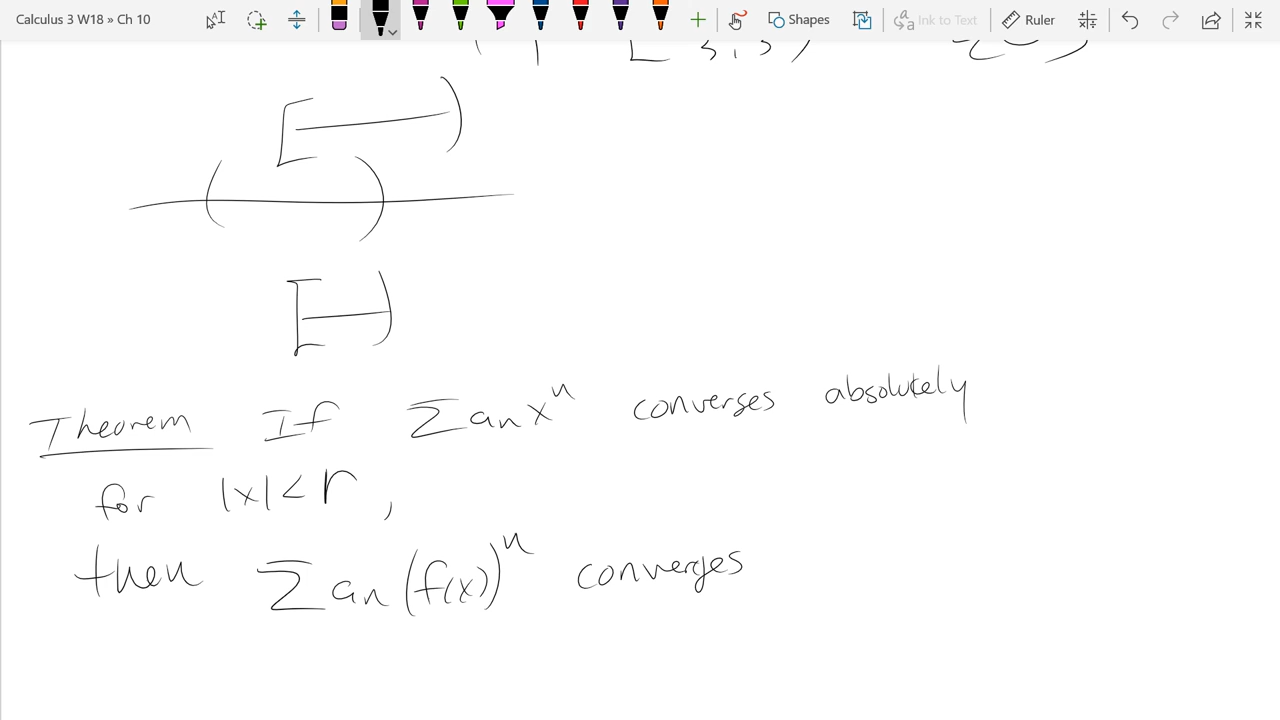 Calculus 3 W18 » Ch 10
Shapes
Ink to Text
Ruler
Theorem If Σ aₙ xⁿ converges absolutely
for |x| < r,
then Σ aₙ (f(x))ⁿ converges